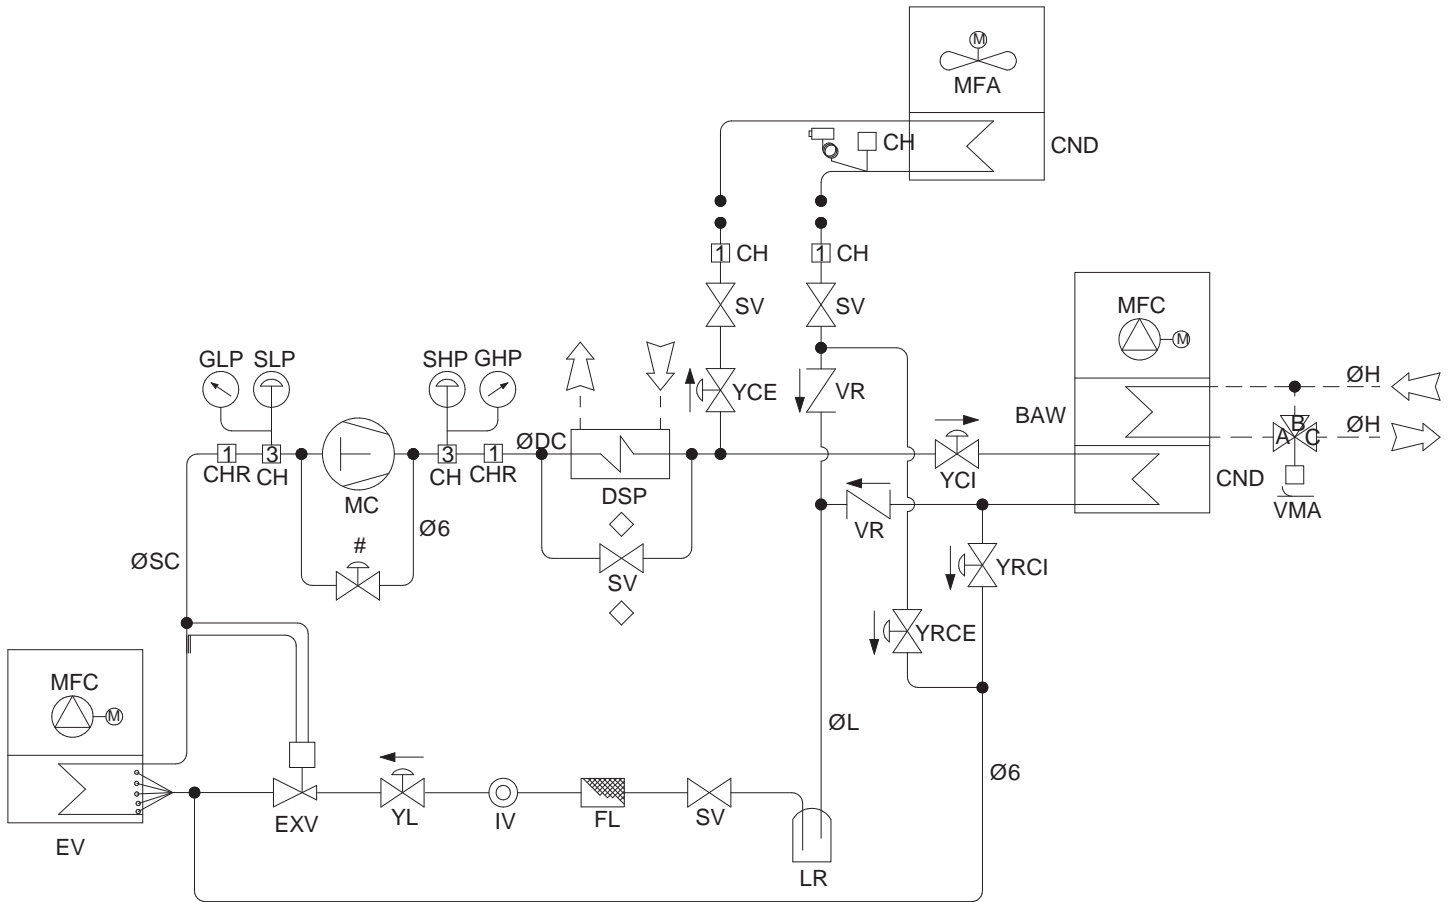 M
MFA
CND
CH
1 CH
1 CH
SV
SV
MFC
M
GLP SLP
SHP GHP
YCE
VR
ØH
BAW
B
A C
ØH
1 3
3 1
ØDC
CHR CH
CH CHR
MC
DSP
YCI
CND
VMA
Ø6
VR
#
ØSC
SV
YRCI
YRCE
MFC
M
ØL
Ø6
EXV
YL
IV
FL
SV
EV
LR